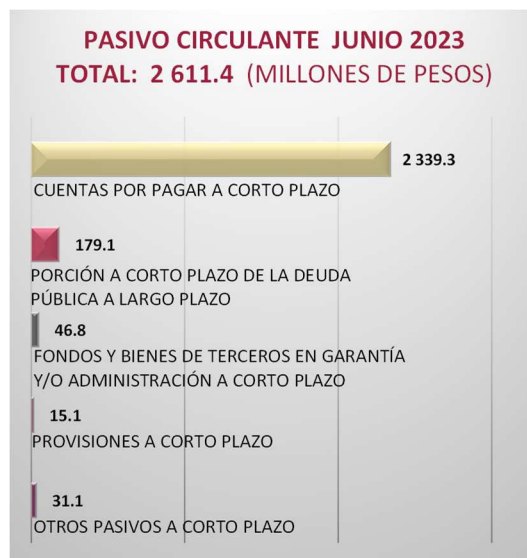 PASIVO CIRCULANTE JUNIO 2023
TOTAL: 2 611.4 (MILLONES DE PESOS)
2 339.3
CUENTAS POR PAGAR A CORTO PLAZO
179.1
PORCIÓN A CORTO PLAZO DE LA DEUDA
PÚBLICA A LARGO PLAZO
46.8
FONDOS Y BIENES DE TERCEROS EN GARANTÍA
Y/O ADMINISTRACIÓN A CORTO PLAZO
15.1
PROVISIONES A CORTO PLAZO
31.1
OTROS PASIVOS A CORTO PLAZO